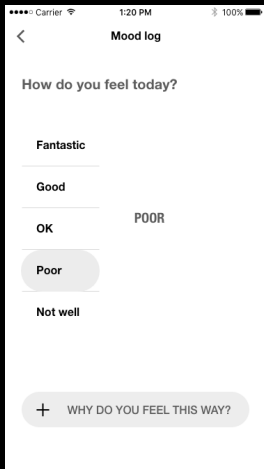 Carrier 1:20 PM 100%
Mood log
How do you feel today?
Fantastic
Good
OK
POOR
Poor
Not well
+ WHY DO YOU FEEL THIS WAY?